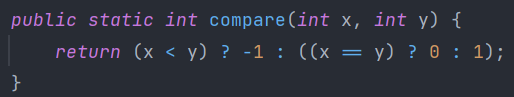 public static int compare(int x, int y) {
    return (x < y) ? -1 : ((x == y) ? 0 : 1);
}